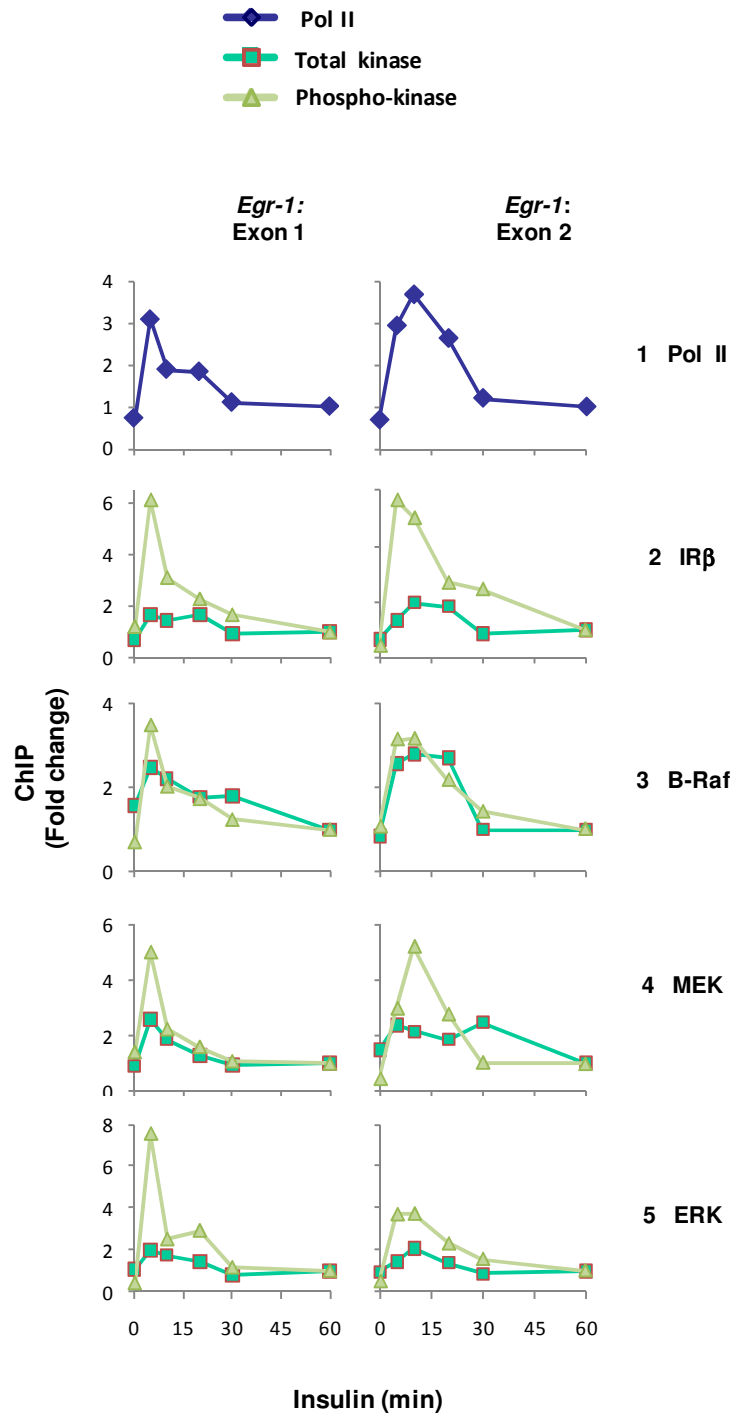 Pol II
Total kinase
Phospho-kinase
Egr-1: Egr-1:
Exon 1 Exon 2
4
3
2
1
0
1 Pol II
6
4
2
0
2 IRβ
4
2
0
3 B-Raf
6
4
2
0
4 MEK
8
6
4
2
0
5 ERK
ChIP
(Fold change)
0 15 30 45 60 0 15 30 45 60
Insulin (min)